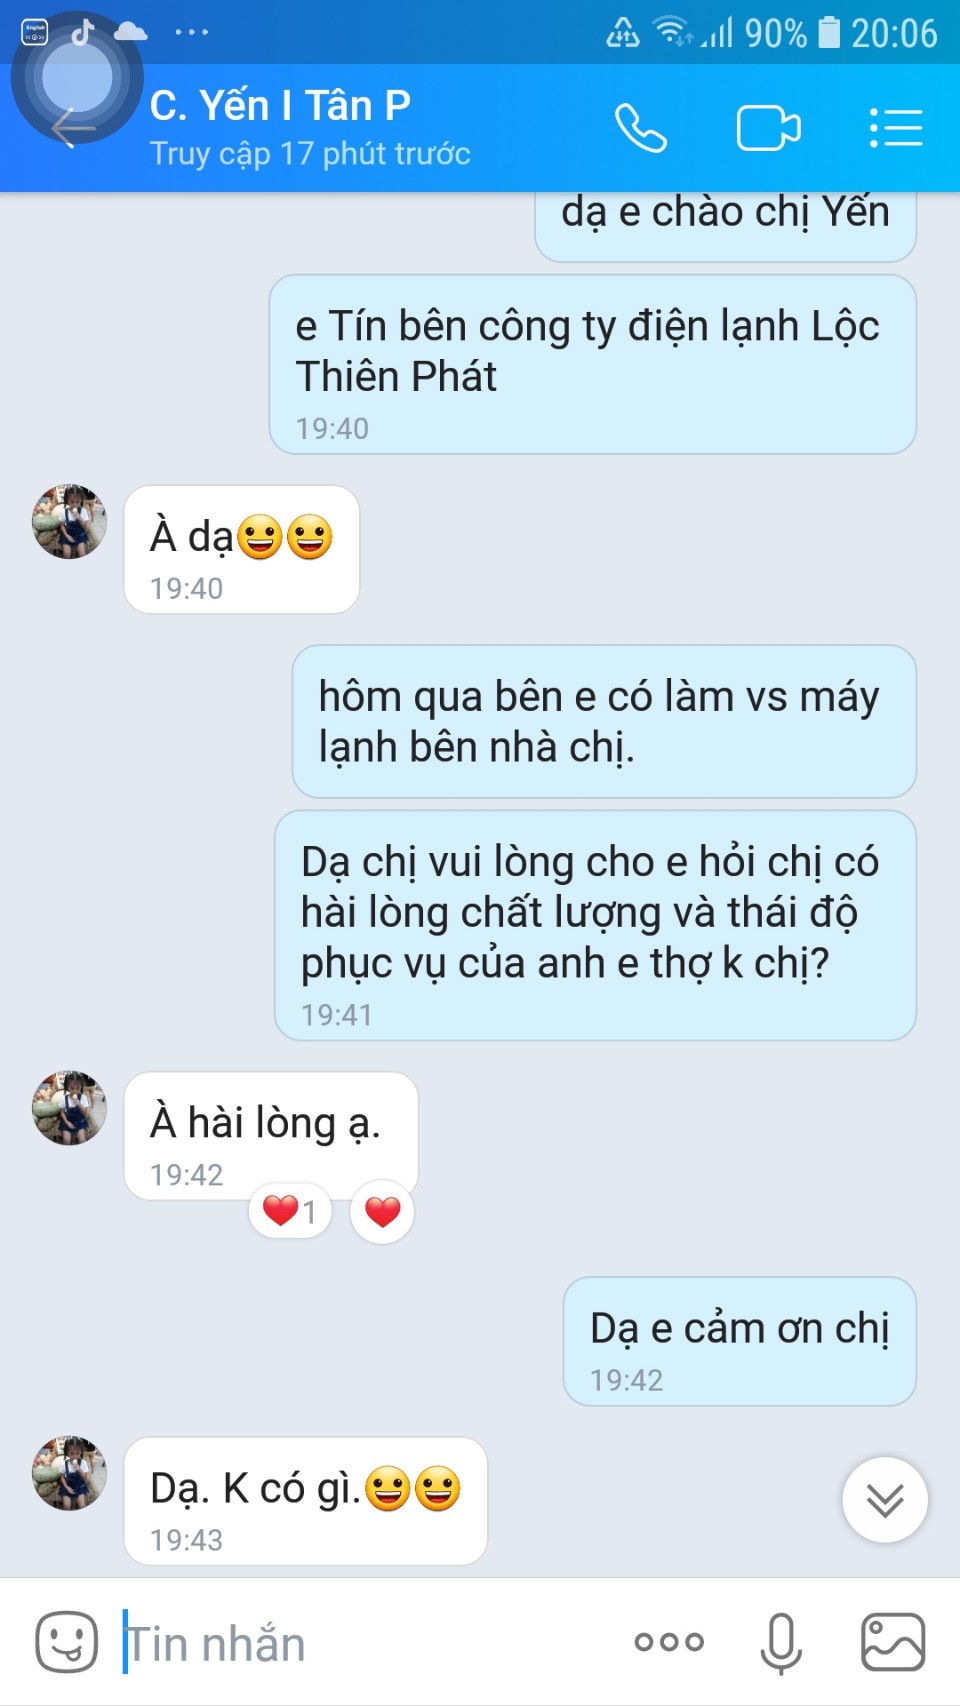 90% 20:06
C. Yến I Tân P
Truy cập 17 phút trước
dạ e chào chị Yến
e Tín bên công ty điện lạnh Lộc
Thiên Phát
19:40
À dạ😀😀
19:40
hôm qua bên e có làm vs máy
lạnh bên nhà chị.
Dạ chị vui lòng cho e hỏi chị có
hài lòng chất lượng và thái độ
phục vụ của anh e thợ k chị?
19:41
À hài lòng ạ.
19:42
❤️1 ❤️
Dạ e cảm ơn chị
19:42
Dạ. K có gì.😀😀
19:43
Tin nhắn